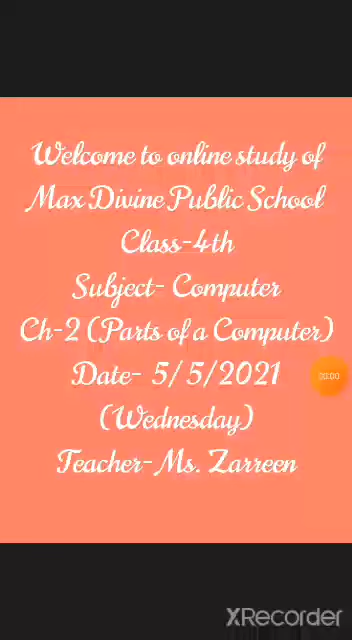 Welcome to online study of
Max Divine Public School
Class-4th
Subject- Computer
Ch-2 (Parts of a Computer)
Date- 5/5/2021
00:00
(Wednesday)
Teacher-Ms. Zarreen
XRecorder